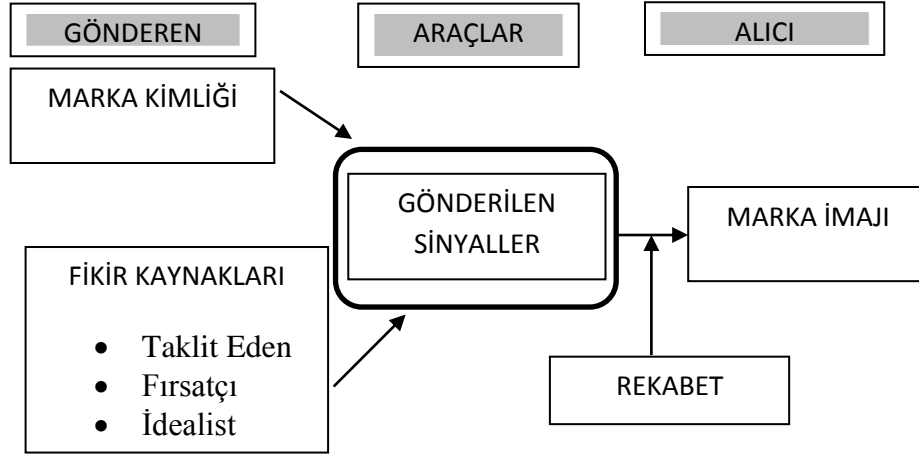 GÖNDEREN
ARAÇLAR
ALICI
MARKA KİMLİĞİ
GÖNDERİLEN
SİNYALLER
MARKA İMAJI
FİKİR KAYNAKLARI
• Taklit Eden
• Fırsatçı
• İdealist
REKABET